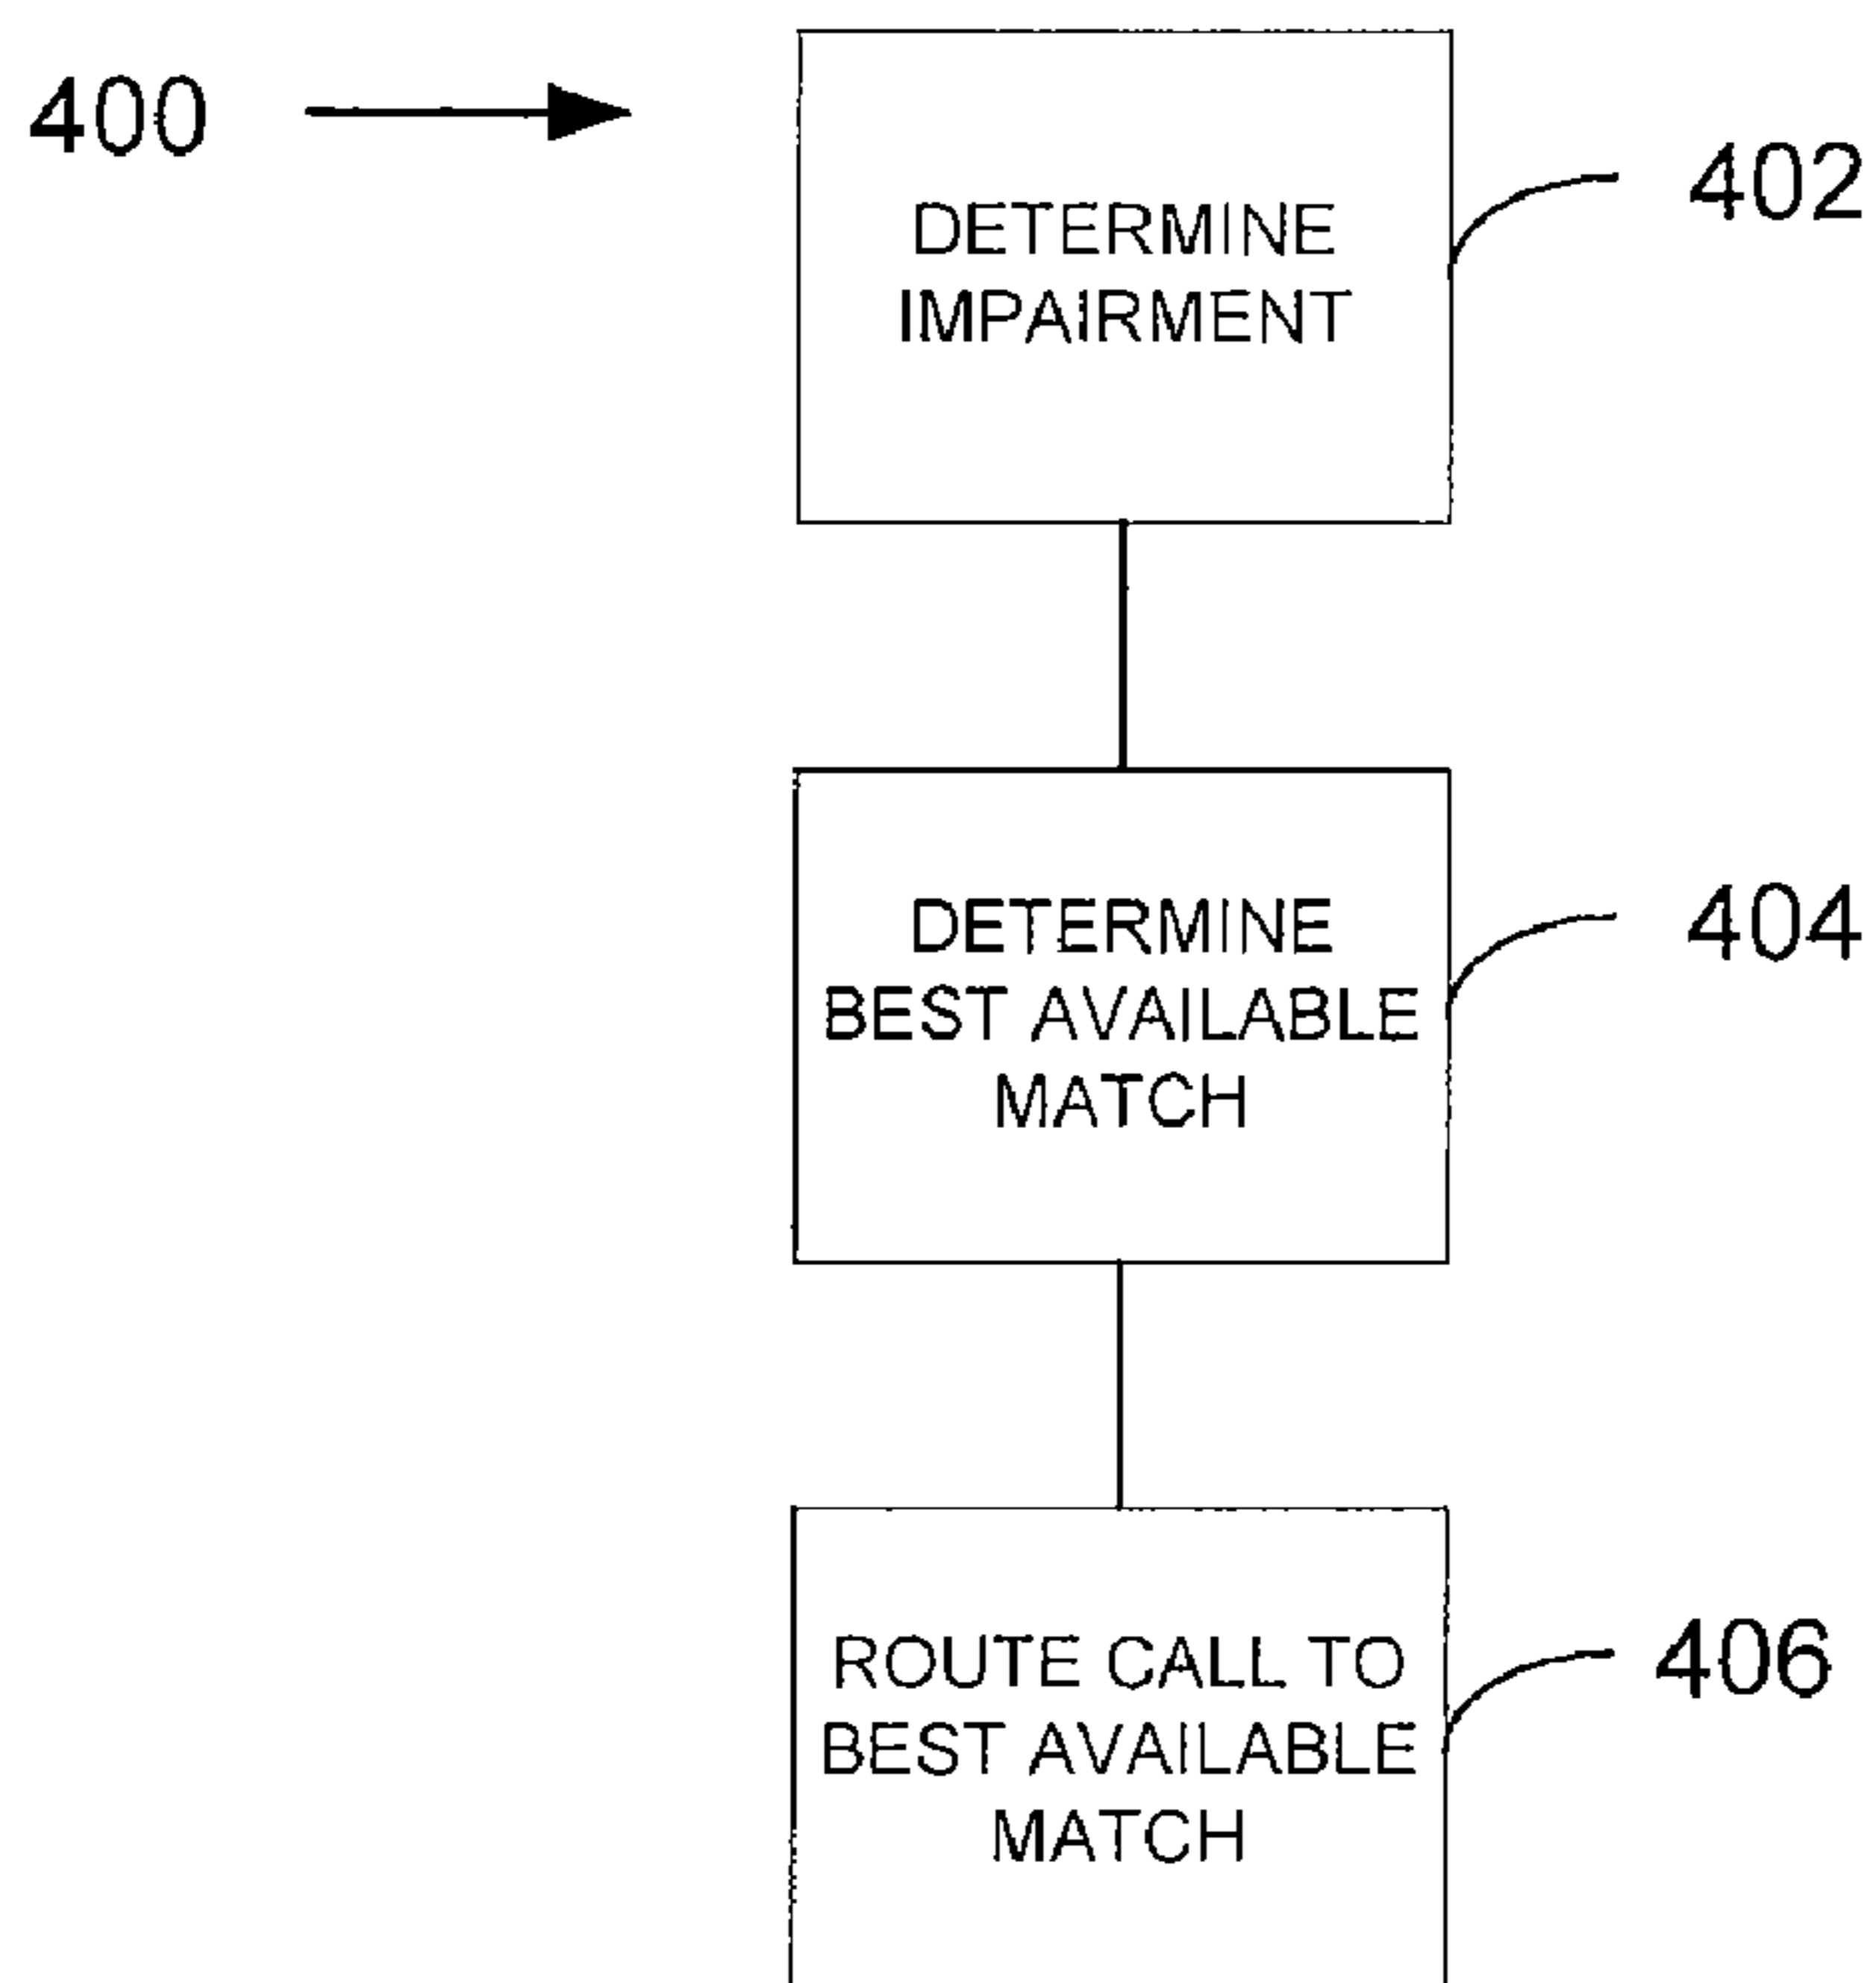 400
402
DETERMINE
IMPAIRMENT
404
DETERMINE
BEST AVAILABLE
MATCH
406
ROUTE CALL TO
BEST AVAILABLE
MATCH